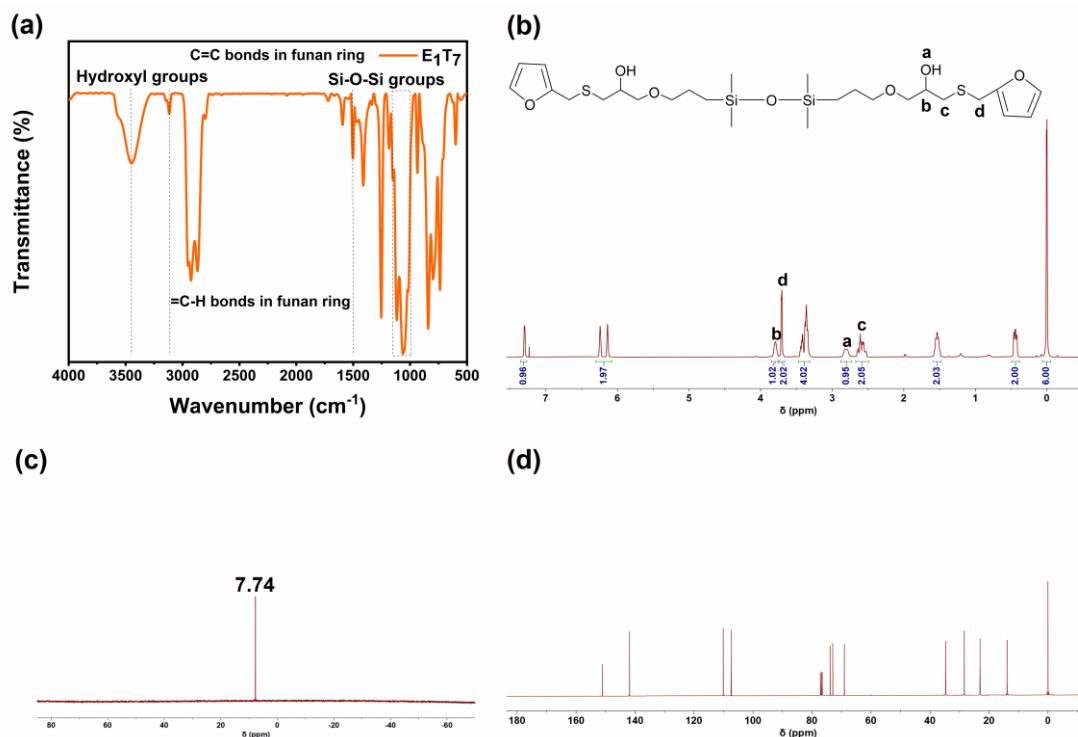 (a)
C=C bonds in funan ring
E₁T₇
Hydroxyl groups
Si-O-Si groups
=C-H bonds in funan ring
Transmittance (%)
4000 3500 3000 2500 2000 1500 1000 500
Wavenumber (cm⁻¹)
(b)
a
OH
OH
O
S
O
Si
O
Si
O
b
c
S
d
O
b
d
a
c
0.96
1.97
1.02
2.02
4.02
0.95
2.05
2.03
2.00
6.00
7 6 5 4 3 2 1 0
δ (ppm)
(c)
7.74
80 60 40 20 0 -20 -40 -60
δ (ppm)
(d)
180 160 140 120 100 80 60 40 20 0
δ (ppm)